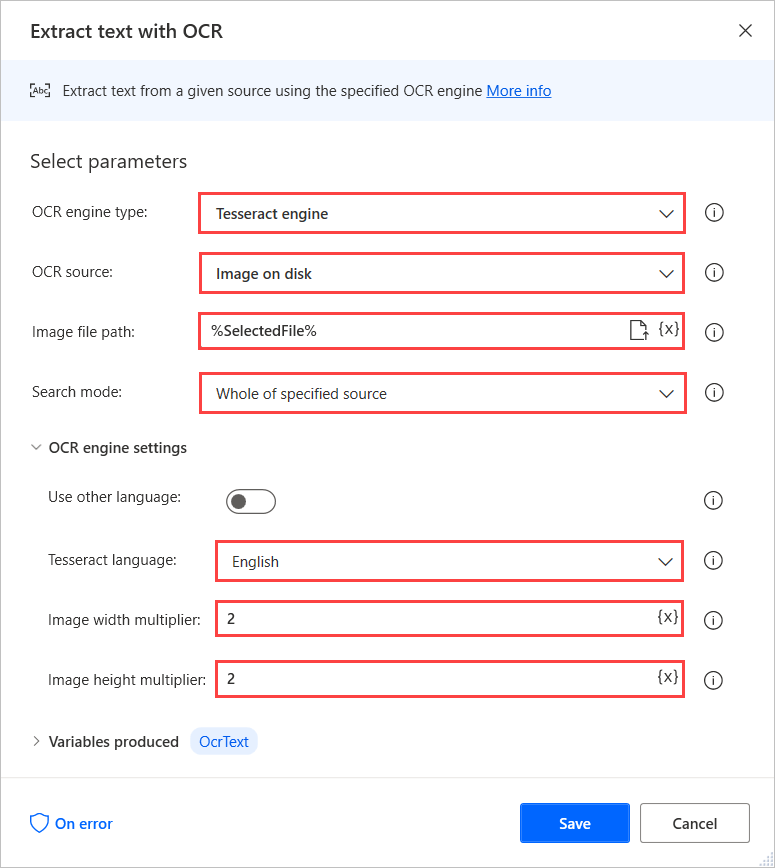 Extract text with OCR
Abc Extract text from a given source using the specified OCR engine More info
Select parameters
OCR engine type: Tesseract engine
OCR source: Image on disk
Image file path: %SelectedFile% {x}
Search mode: Whole of specified source
OCR engine settings
Use other language:
Tesseract language: English
Image width multiplier: 2 {x}
Image height multiplier: 2 {x}
Variables produced OcrText
On error Save Cancel